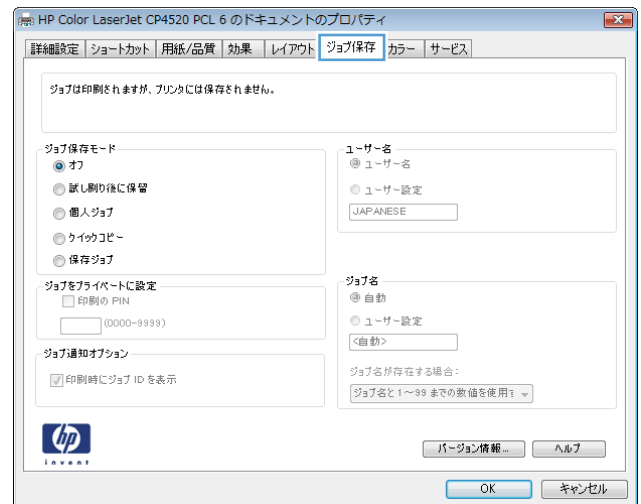 HP Color LaserJet CP4520 PCL 6 のドキュメントのプロパティ
詳細設定 ショートカット 用紙/品質 効果 レイアウト ジョブ保存 カラー サービス
ジョブは印刷されますが、プリンタには保存されません。
ジョブ保存モード
オフ
試し刷り後に保留
個人ジョブ
クイックコピー
保存ジョブ
ユーザー名
ユーザー名
ユーザー設定
JAPANESE
ジョブをプライベートに設定
印刷の PIN
(0000-9999)
ジョブ通知オプション
印刷時にジョブ ID を表示
ジョブ名
自動
ユーザー設定
<自動>
ジョブ名が存在する場合:
ジョブ名と1～99 までの数値を使用す
hp
invent
バージョン情報... ヘルプ
OK キャンセル